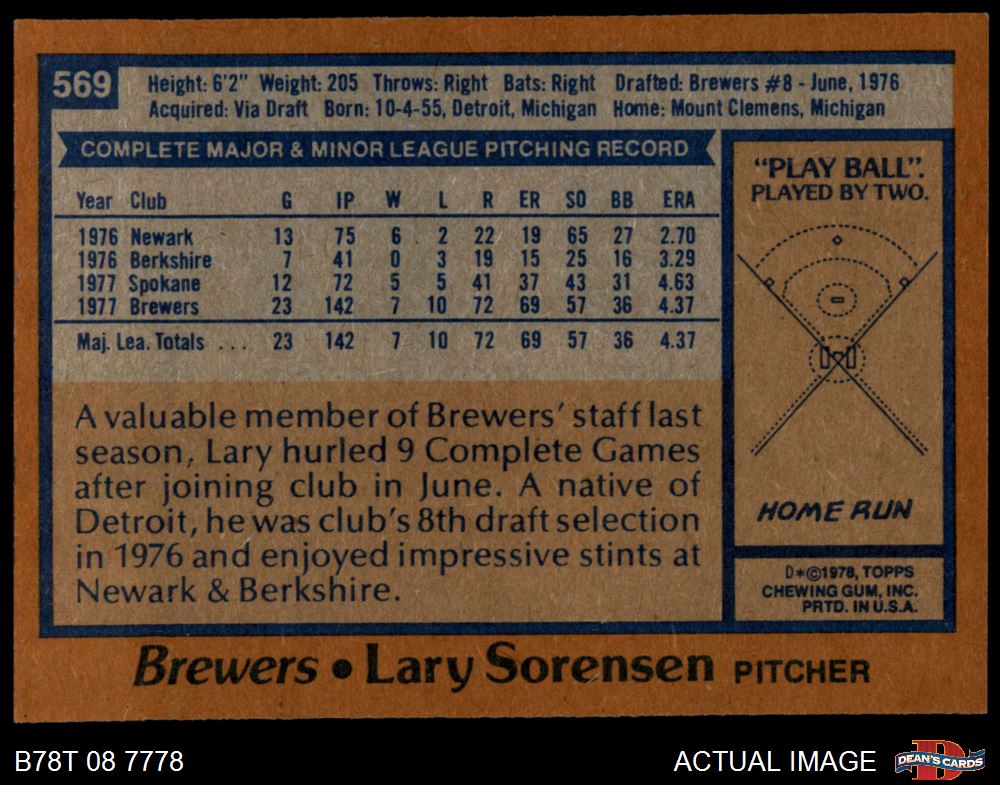 569
Height: 6'2" Weight: 205 Throws: Right Bats: Right Drafted: Brewers #8 - June, 1976
Acquired: Via Draft Born: 10-4-55, Detroit, Michigan Home: Mount Clemens, Michigan
COMPLETE MAJOR & MINOR LEAGUE PITCHING RECORD
Year Club G IP W L R ER SO BB ERA
1976 Newark 13 75 6 2 22 19 65 27 2.70
1976 Berkshire 7 41 0 3 19 15 25 16 3.29
1977 Spokane 12 72 5 5 41 37 43 31 4.63
1977 Brewers 23 142 7 10 72 69 57 36 4.37
Maj. Lea. Totals ... 23 142 7 10 72 69 57 36 4.37
A valuable member of Brewers' staff last
season, Lary hurled 9 Complete Games
after joining club in June. A native of
Detroit, he was club's 8th draft selection
in 1976 and enjoyed impressive stints at
Newark & Berkshire.
"PLAY BALL".
PLAYED BY TWO.
HOME RUN
D*©1978, TOPPS
CHEWING GUM, INC.
PRTD. IN U.S.A.
Brewers • Lary Sorensen PITCHER
B78T 08 7778
ACTUAL IMAGE
D
DEAN'S CARDS